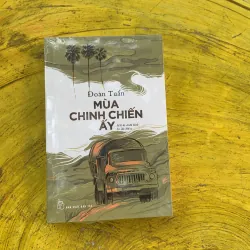 Đoàn Tuấn
MÙA
CHINH CHIẾN
ẤY